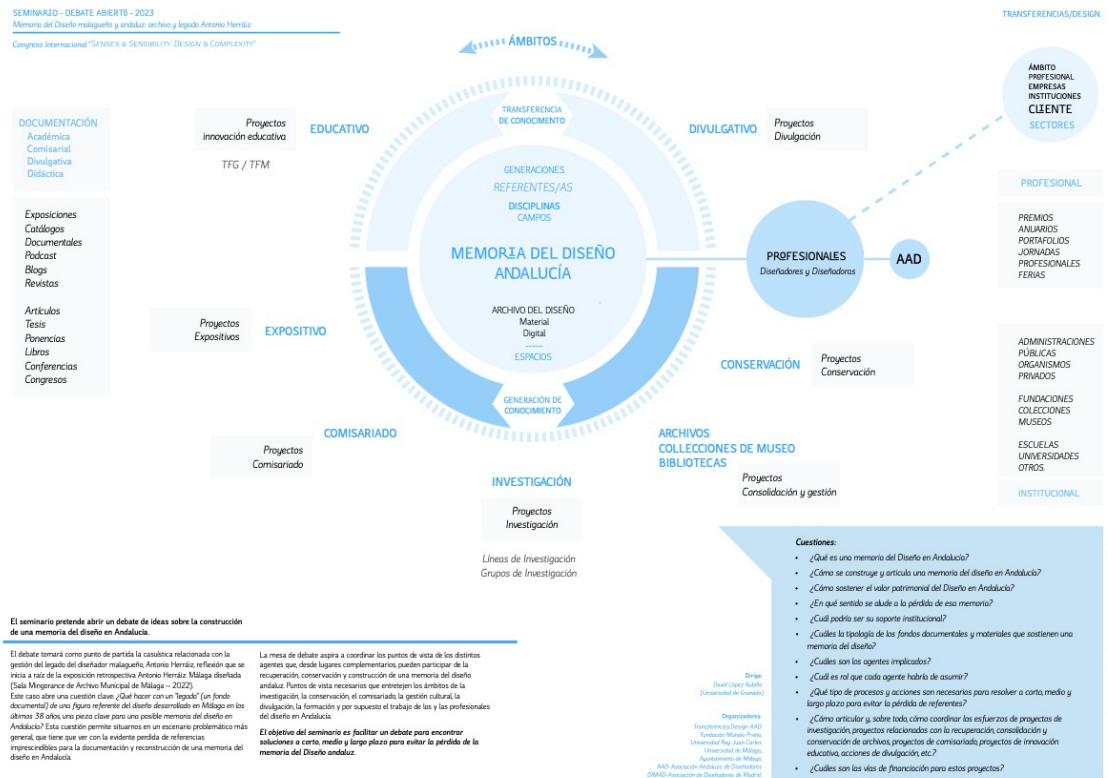 SEMINARIO - DEBATE ABIERTO - 2023
Memoria del Diseño malagueño y andaluz: archivo y legado Antonio Herráiz
Congreso Internacional "SENSES & SENSIBILITY: DESIGN & COMPLEXITY"
TRANSFERENCIAS/DESIGN
ÁMBITOS
DOCUMENTACIÓN
Académica
Comisarial
Divulgativa
Didáctica
Exposiciones
Catálogos
Documentales
Podcast
Blogs
Revistas
Artículos
Tesis
Ponencias
Libros
Conferencias
Congresos
Proyectos
innovación educativa
TFG / TFM
EDUCATIVO
Proyectos
Expositivos
EXPOSITIVO
COMISARIADO
Proyectos
Comisariado
TRANSFERENCIA
DE CONOCIMIENTO
GENERACIONES
REFERENTES/AS
DISCIPLINAS
CAMPOS
MEMORIA DEL DISEÑO
ANDALUCÍA
ARCHIVO DEL DISEÑO
Material
Digital
ESPACIOS
GENERACIÓN DE
CONOCIMIENTO
INVESTIGACIÓN
Proyectos
Investigación
Líneas de Investigación
Grupos de Investigación
DIVULGATIVO
Proyectos
Divulgación
PROFESIONALES
Diseñadores y Diseñadoras
AAD
CONSERVACIÓN
Proyectos
Conservación
ARCHIVOS
COLLECCIONES DE MUSEO
BIBLIOTECAS
Proyectos
Consolidación y gestión
ÁMBITO
PROFESIONAL
EMPRESAS
INSTITUCIONES
CLIENTE
SECTORES
PROFESIONAL
PREMIOS
ANUARIOS
PORTAFOLIOS
JORNADAS
PROFESIONALES
FERIAS
ADMINISTRACIONES
PÚBLICAS
ORGANISMOS
PRIVADOS
FUNDACIONES
COLECCIONES
MUSEOS
ESCUELAS
UNIVERSIDADES
OTROS.
INSTITUCIONAL
El seminario pretende abrir un debate de ideas sobre la construcción
de una memoria del diseño en Andalucía.
El debate tomará como punto de partida la casuística relacionada con la
gestión del legado del diseñador malagueño, Antonio Herráiz, reflexión que se
inicia a raíz de la exposición retrospectiva Antonio Herraiz. Málaga diseñada
(Sala Mingorance de Archivo Municipal de Málaga – 2022).
Este caso abre una cuestión clave ¿Qué hacer con un "legado" (un fondo
documental) de una figura referente del diseño desarrollado en Málaga en los
últimos 38 años, una pieza clave para una posible memoria del diseño en
Andalucía? Esta cuestión permite situarnos en un escenario problemático más
general, que tiene que ver con la evidente perdida de referencias
imprescindibles para la documentación y reconstrucción de una memoria del
diseño en Andalucía.
La mesa de debate aspira a coordinar los puntos de vista de los distintos
agentes que, desde lugares complementarios, pueden participar de la
recuperación, conservación y construcción de una memoria del diseño
andaluz. Puntos de vista necesarios que entretejen los ámbitos de la
investigación, la conservación, el comisariado, la gestión cultural, la
divulgación, la formación y por supuesto el trabajo de los y las profesionales
del diseño en Andalucía.
El objetivo del seminario es facilitar un debate para encontrar
soluciones a corto, medio y largo plazo para evitar la pérdida de la
memoria del Diseño andaluz.
Dirige
David López Rubiño
(Universidad de Granada)
Organizadores:
Transferencias.Design-AAD
Fundación Manolo Prieto,
Universidad Rey Juan Carlos
Universidad de Málaga,
Ayuntamiento de Málaga
AAD-Asociación Andaluza de Diseñadores
DIMAD-Asociación de Diseñadores de Madrid
Cuestiones:
• ¿Qué es una memoria del Diseño en Andalucía?
• ¿Cómo se construye y articula una memoria del diseño en Andalucía?
• ¿Cómo sostener el valor patrimonial del Diseño en Andalucía?
• ¿En qué sentido se alude a la pérdida de esa memoria?
• ¿Cuál podría ser su soporte institucional?
• ¿Cuáles la tipología de los fondos documentales y materiales que sostienen una
memoria del diseño?
• ¿Cuáles son los agentes implicados?
• ¿Cuál es rol que cada agente habría de asumir?
• ¿Qué tipo de procesos y acciones son necesarios para resolver a corto, medio y
largo plazo para evitar la pérdida de referentes?
• ¿Cómo articular y, sobre todo, cómo coordinar los esfuerzos de proyectos de
investigación, proyectos relacionados con la recuperación, consolidación y
conservación de archivos, proyectos de comisariado, proyectos de innovación
educativa, acciones de divulgación, etc.?
• ¿Cuáles son las vías de financiación para estos proyectos?